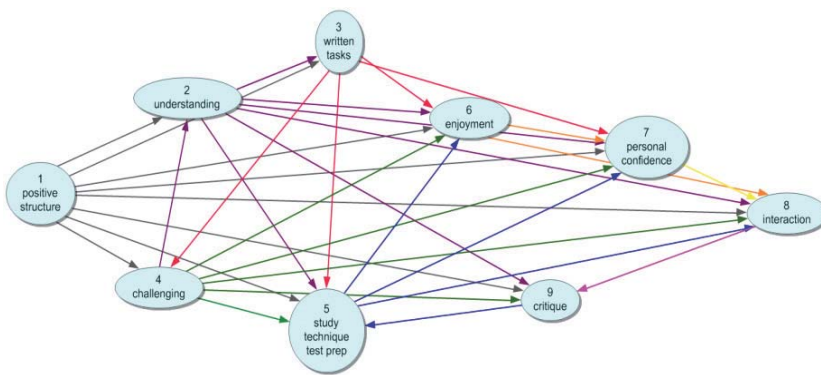 1
positive
structure
2
understanding
3
written
tasks
4
challenging
5
study
technique
test prep
6
enjoyment
7
personal
confidence
8
interaction
9
critique